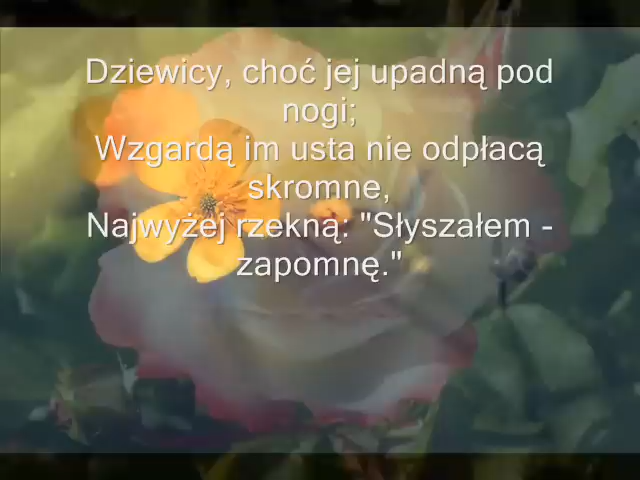 Dziewicy, choć jej upadną pod
nogi;
Wzgardą im usta nie odpłacą
skromne,
Najwyżej rzekną: "Słyszałem -
zapomnę."